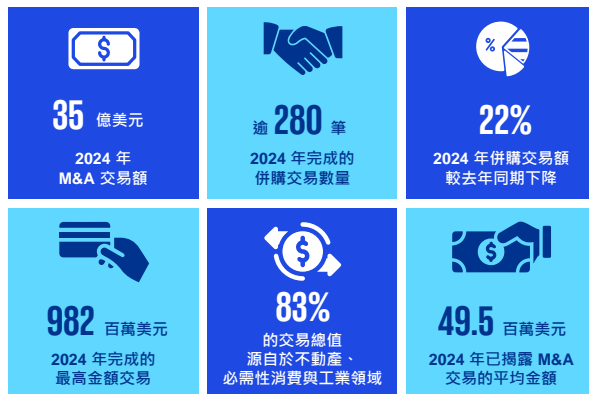 35 億美元
2024 年
M&A 交易額
逾 280 筆
2024 年完成的
併購交易數量
%
22%
2024 年併購交易額
較去年同期下降
982 百萬美元
2024 年完成的
最高金額交易
$
83%
的交易總值
源自於不動產、
必需性消費與工業領域
$
49.5 百萬美元
2024 年已揭露 M&A
交易的平均金額